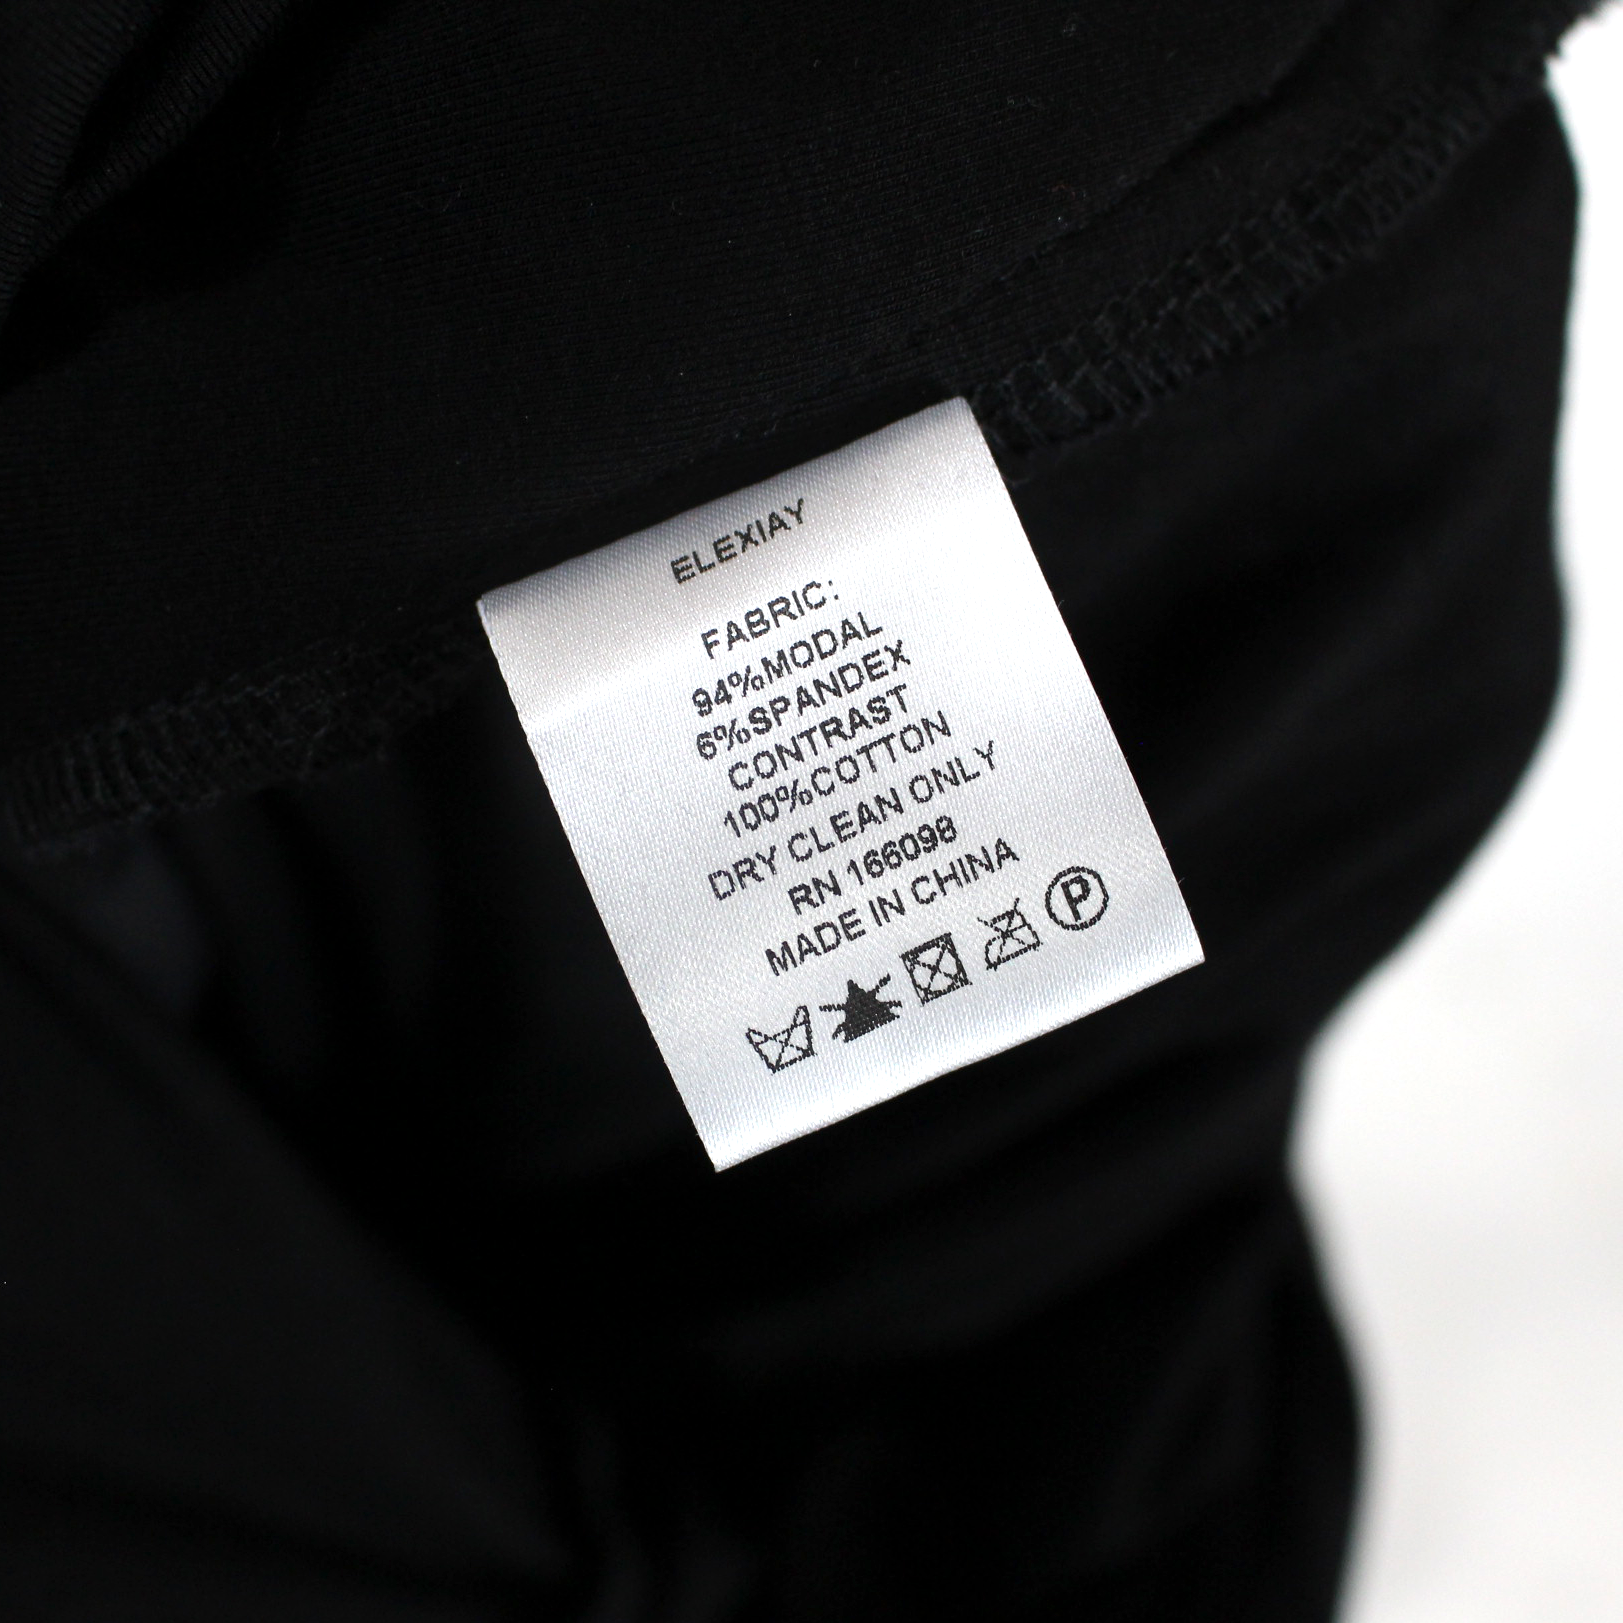 ELEXIAY
FABRIC:
94%MODAL
6%SPANDEX
CONTRAST
100%COTTON
DRY CLEAN ONLY
RN 166098
MADE IN CHINA
P